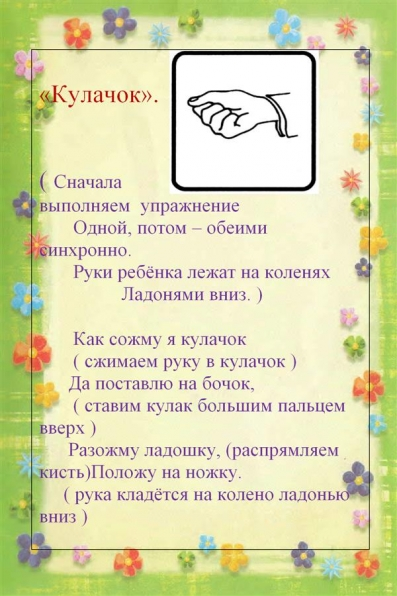 «Кулачок».
( Сначала
выполняем упражнение
Одной, потом – обеими
синхронно.
Руки ребёнка лежат на коленях
Ладонями вниз. )
Как сожму я кулачок
( сжимаем руку в кулачок )
Да поставлю на бочок,
( ставим кулак большим пальцем
вверх )
Разожму ладошку, (распрямляем
кисть)Положу на ножку.
( рука кладётся на колено ладонью
вниз )